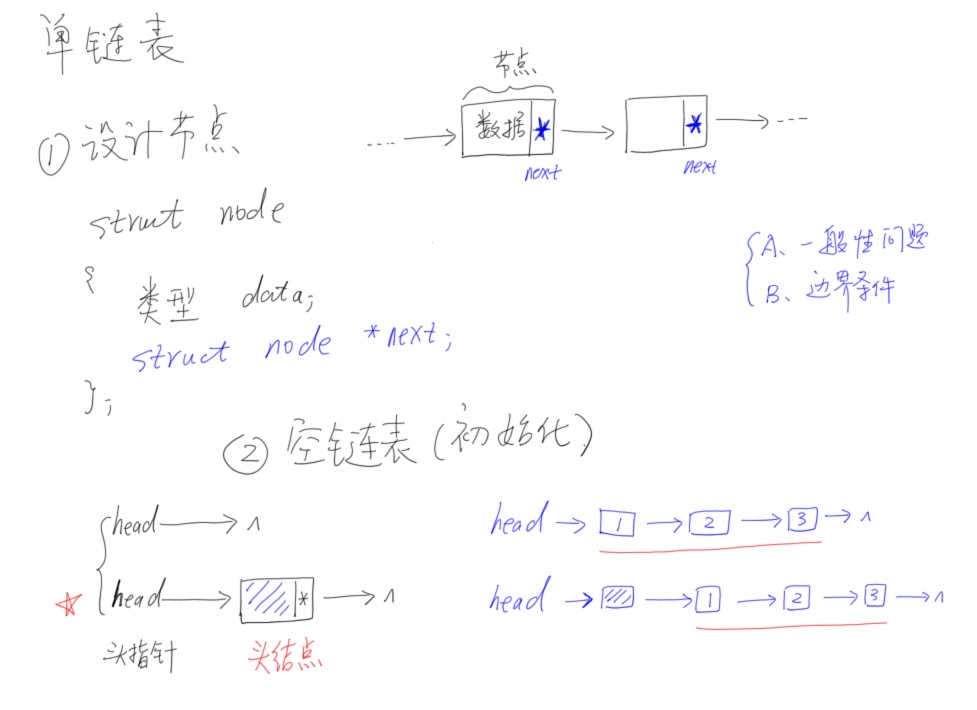 单链表
节点
① 设计节点
数据 *
*
next
next
struct node
{
类型 data;
struct node *next;
};
A、一般性问题
B、边界条件
② 空链表(初始化)
head ∧
head 1 2 3 ∧
head * ∧
head 1 2 3 ∧
头指针
头结点